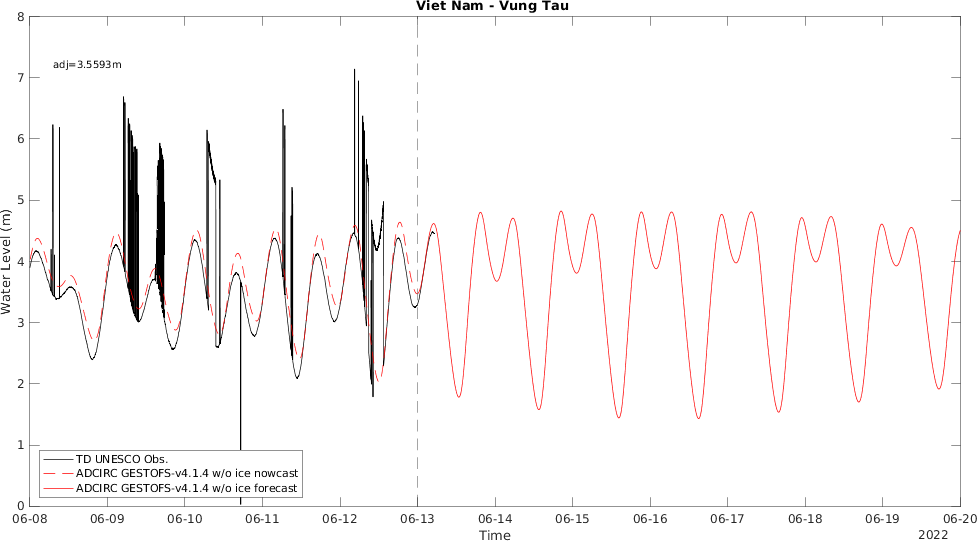 Viet Nam - Vung Tau
adj=3.5593m
Water Level (m)
8
7
6
5
4
3
2
1
0
TD UNESCO Obs.
ADCIRC GESTOFS-v4.1.4 w/o ice nowcast
ADCIRC GESTOFS-v4.1.4 w/o ice forecast
06-08 06-09 06-10 06-11 06-12 06-13 06-14 06-15 06-16 06-17 06-18 06-19 06-20
Time
2022